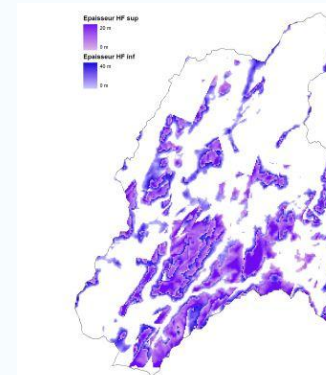 Epaisseur HF sup
20 m
0 m
Epaisseur HF inf
40 m
0 m